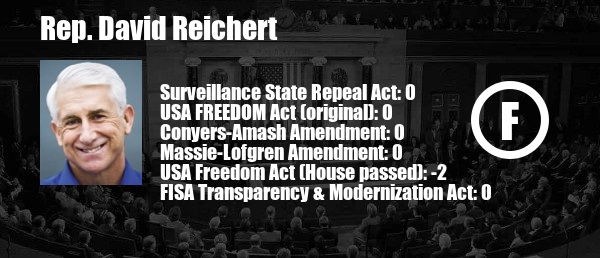 Rep. David Reichert
Surveillance State Repeal Act: 0
USA FREEDOM Act (original): 0
Conyers-Amash Amendment: 0
Massie-Lofgren Amendment: 0
USA Freedom Act (House passed): -2
FISA Transparency & Modernization Act: 0
F